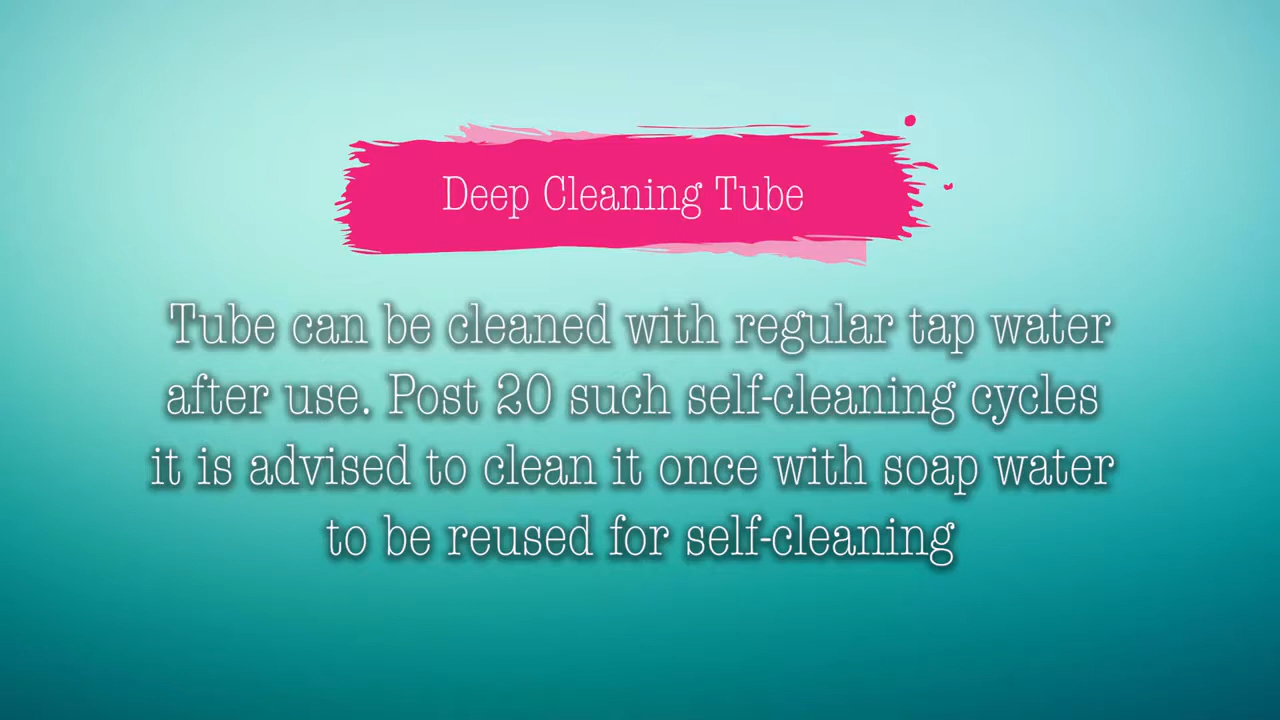 Deep Cleaning Tube
Tube can be cleaned with regular tap water
after use. Post 20 such self-cleaning cycles
it is advised to clean it once with soap water
to be reused for self-cleaning